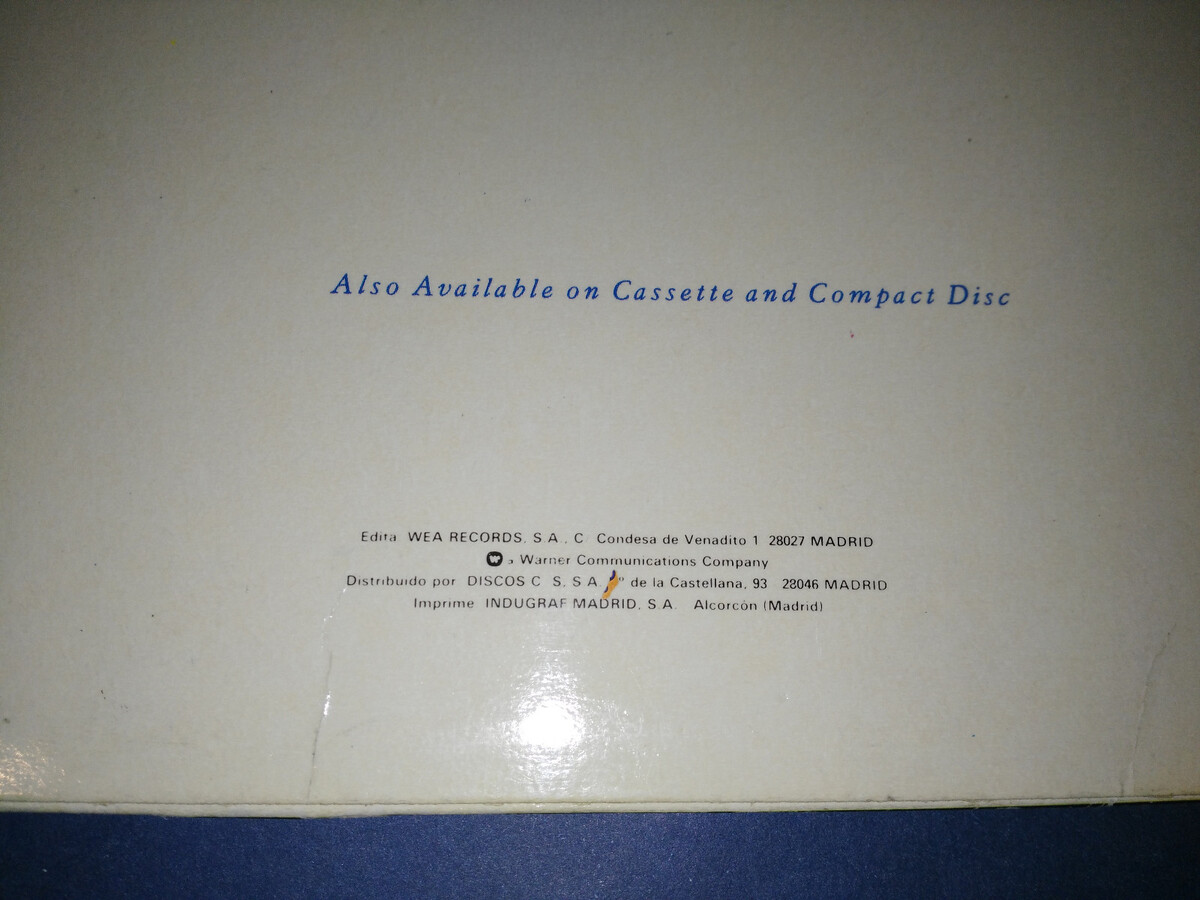 Also Available on Cassette and Compact Disc
Edita WEA RECORDS, S.A., C Condesa de Venadito 1 28027 MADRID
Warner Communications Company
Distribuido por DISCOS C S, S A. de la Castellana, 93 28046 MADRID
Imprime INDUGRAF MADRID, S.A. Alcorcón (Madrid)